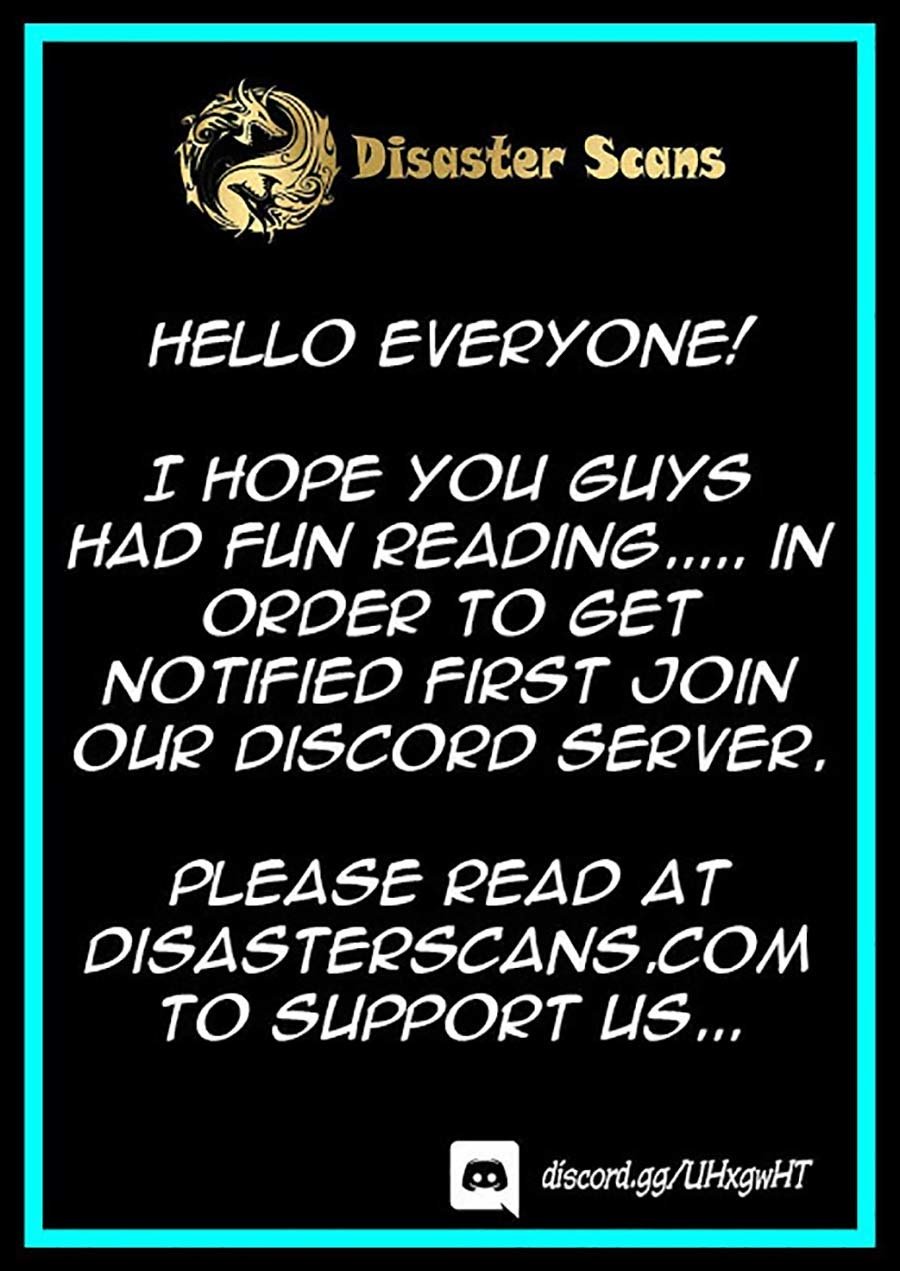 Disaster Scans
HELLO EVERYONE!
I HOPE YOU GUYS
HAD FUN READING..... IN
ORDER TO GET
NOTIFIED FIRST JOIN
OUR DISCORD SERVER.
PLEASE READ AT
DISASTERSCANS.COM
TO SUPPORT US...
discord.gg/UHxgwHT